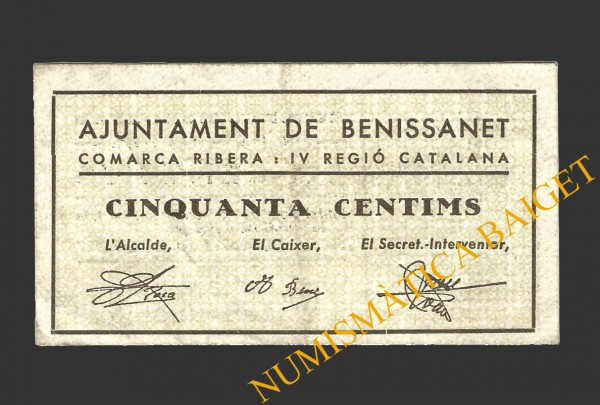 AJUNTAMENT DE BENISSANET
COMARCA RIBERA : IV REGIÓ CATALANA
CINQUANTA CENTIMS
L'Alcalde, El Caixer, El Secret.-Interventor,
NUMISMÀTICA BAIGET